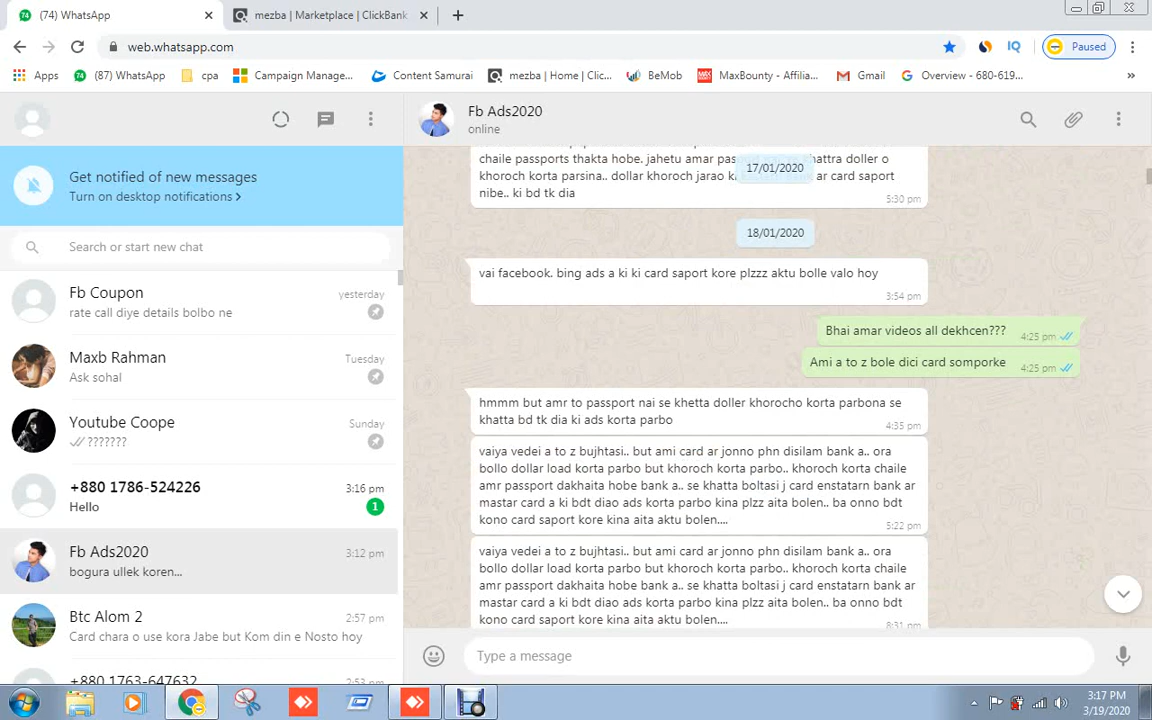 (74) WhatsApp
mezba | Marketplace | ClickBank
web.whatsapp.com
IQ
Paused
Apps
(87) WhatsApp
cpa
Campaign Manage...
Content Samurai
mezba | Home | Clic...
BeMob
MaxBounty - Affilia...
Gmail
Overview - 680-619...
»
Fb Ads2020
online
Get notified of new messages
Turn on desktop notifications >
Search or start new chat
Fb Coupon
yesterday
rate call diye details bolbo ne
Maxb Rahman
Tuesday
Ask sohal
Youtube Coope
Sunday
???????
+880 1786-524226
3:16 pm
Hello
1
Fb Ads2020
3:12 pm
bogura ullek koren...
Btc Alom 2
2:57 pm
Card chara o use kora Jabe but Kom din e Nosto hoy
+880 1763-647632
2:53 pm
17/01/2020
khoroch korta parsina.. dollar khoroch jarao
ar card saport
nibe.. ki bd tk dia
5:30 pm
18/01/2020
vai facebook. bing ads a ki ki card saport kore plzzz aktu bolle valo hoy
3:54 pm
Bhai amar videos all dekhcen???
4:25 pm
Ami a to z bole dici card somporke
4:25 pm
hmmm but amr to passport nai se khetta doller khorocho korta parbona se
khatta bd tk dia ki ads korta parbo
4:35 pm
vaiya vedei a to z bujhtasi.. but ami card ar jonno phn disilam bank a.. ora
bollo dollar load korta parbo but khoroch korta parbo.. khoroch korta chaile
amr passport dakhaita hobe bank a.. se khatta boltasi j card enstatarn bank ar
mastar card a ki bdt diao ads korta parbo kina plzz aita bolen.. ba onno bdt
kono card saport kore kina aita aktu bolen....
5:22 pm
vaiya vedei a to z bujhtasi.. but ami card ar jonno phn disilam bank a.. ora
bollo dollar load korta parbo but khoroch korta parbo.. khoroch korta chaile
amr passport dakhaita hobe bank a.. se khatta boltasi j card enstatarn bank ar
mastar card a ki bdt diao ads korta parbo kina plzz aita bolen.. ba onno bdt
kono card saport kore kina aita aktu bolen....
8:31 pm
Type a message
3:17 PM
3/19/2020